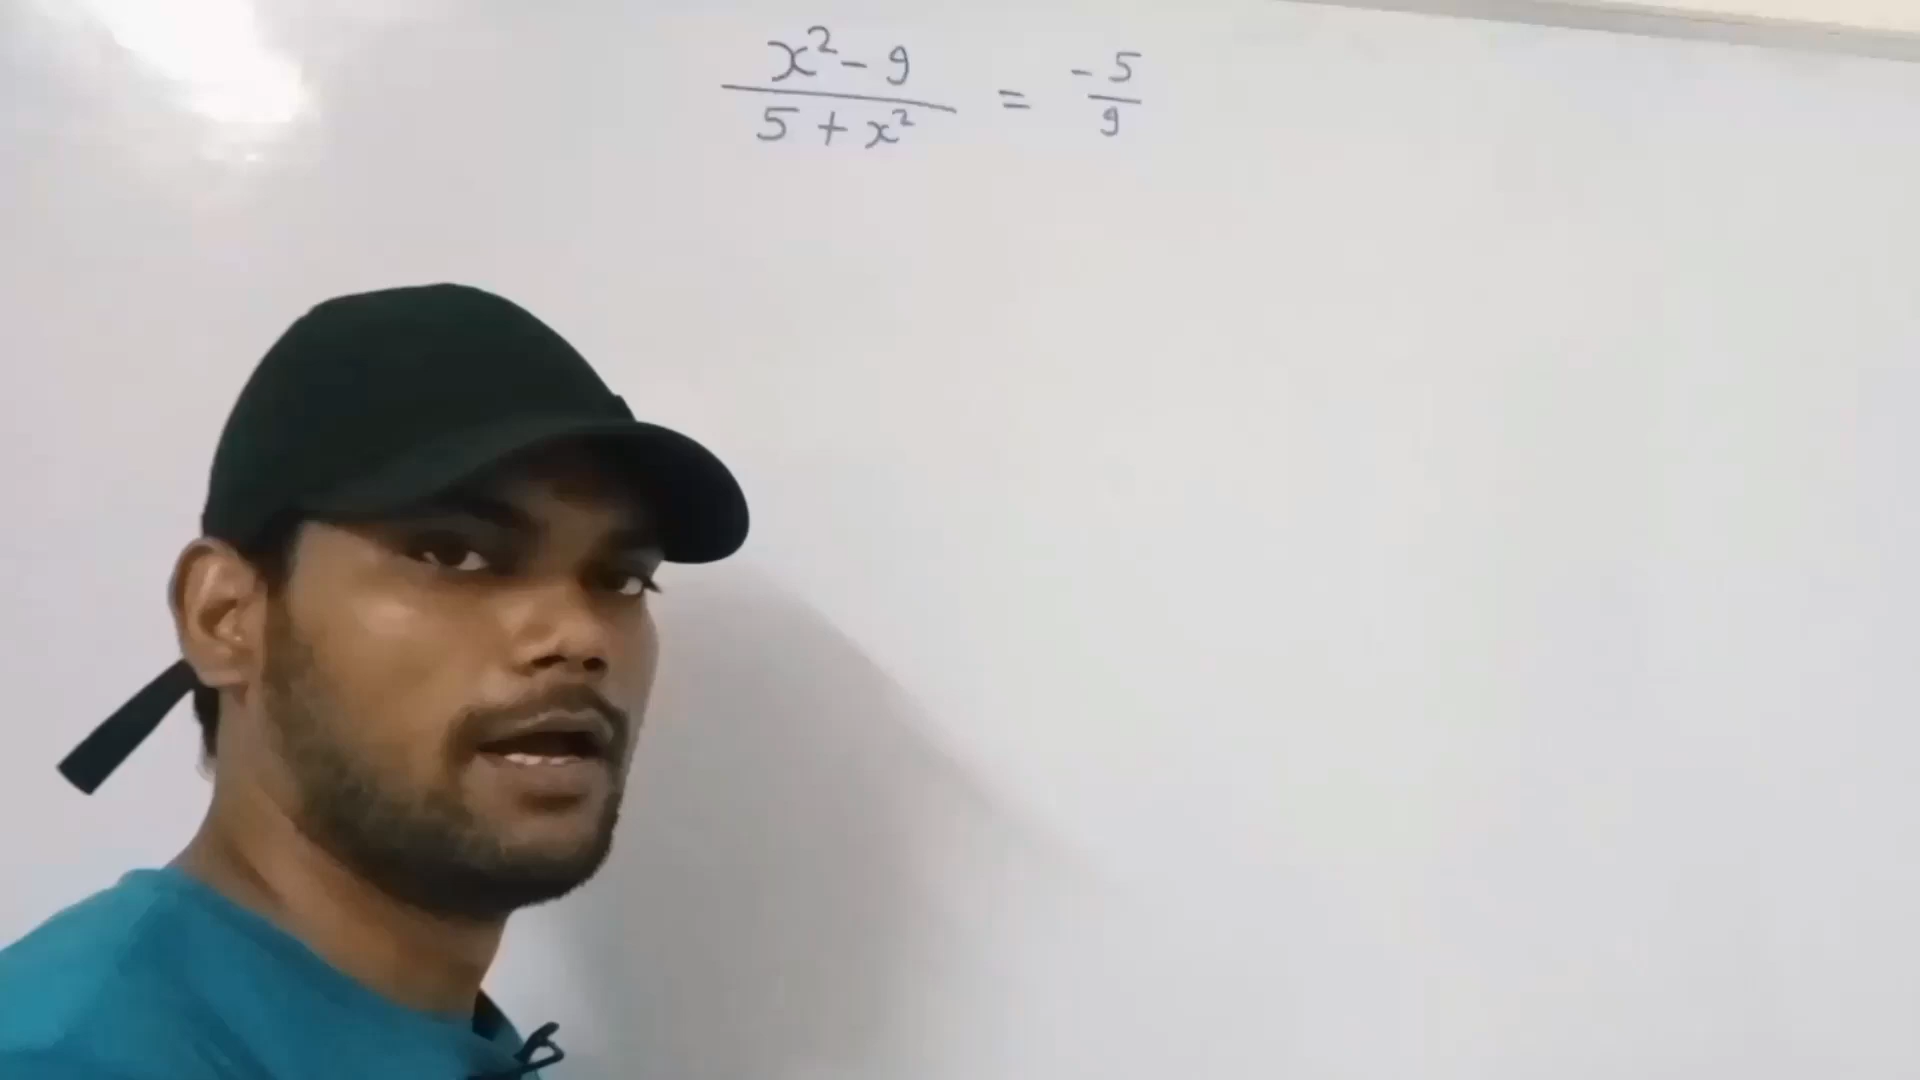 x² - 9 / 5 + x² = -5 / 9